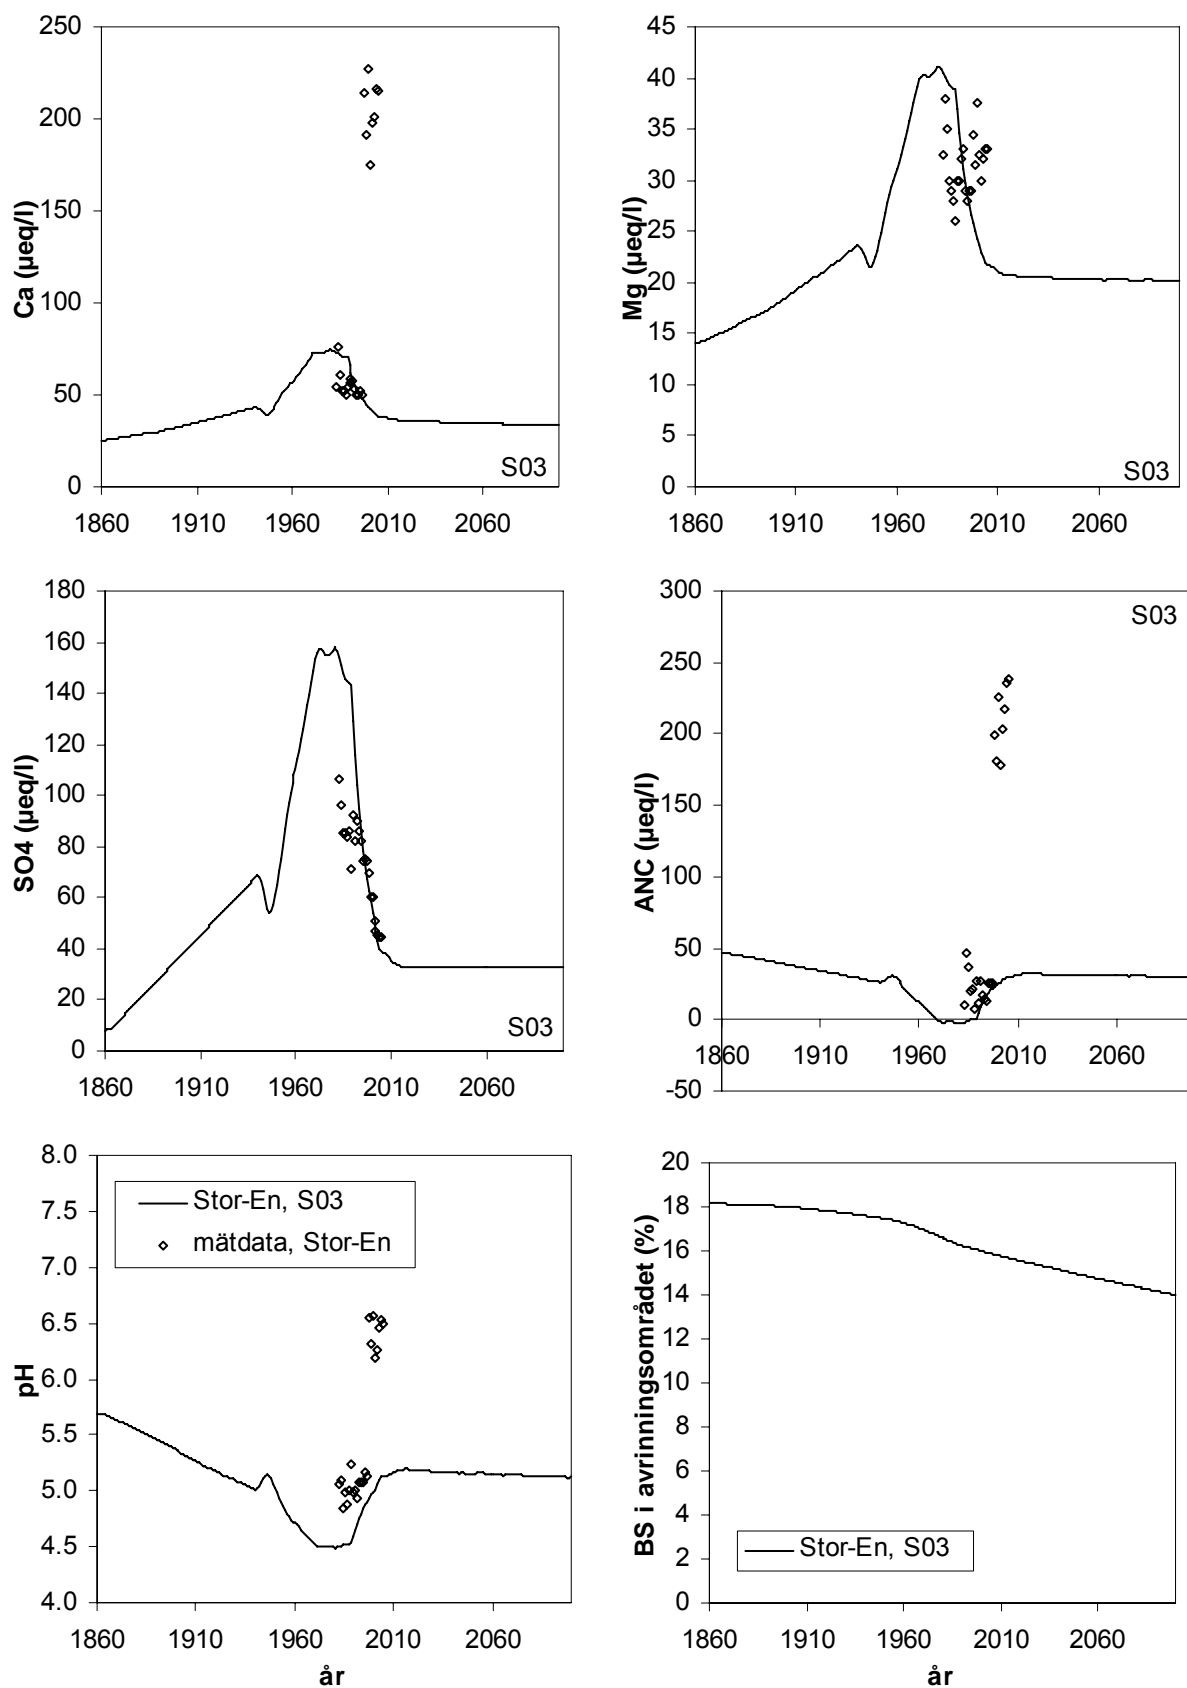 250
200
150
100
50
0
Ca (µeq/l)
S03
1860 1910 1960 2010 2060
45
40
35
30
25
20
15
10
5
0
Mg (µeq/l)
S03
1860 1910 1960 2010 2060
180
160
140
120
100
80
60
40
20
0
SO4 (µeq/l)
S03
1860 1910 1960 2010 2060
300
250
200
150
100
50
0
-50
ANC (µeq/l)
S03
1860 1910 1960 2010 2060
8.0
7.5
7.0
6.5
6.0
5.5
5.0
4.5
4.0
pH
Stor-En, S03
mätdata, Stor-En
1860 1910 1960 2010 2060
år
20
18
16
14
12
10
8
6
4
2
0
BS i avrinningsområdet (%)
Stor-En, S03
1860 1910 1960 2010 2060
år